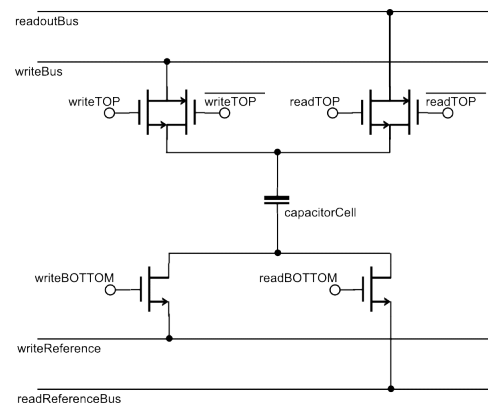 readoutBus
writeBus
writeTOP writeTOP readTOP readTOP
capacitorCell
writeBOTTOM readBOTTOM
writeReference
readReferenceBus